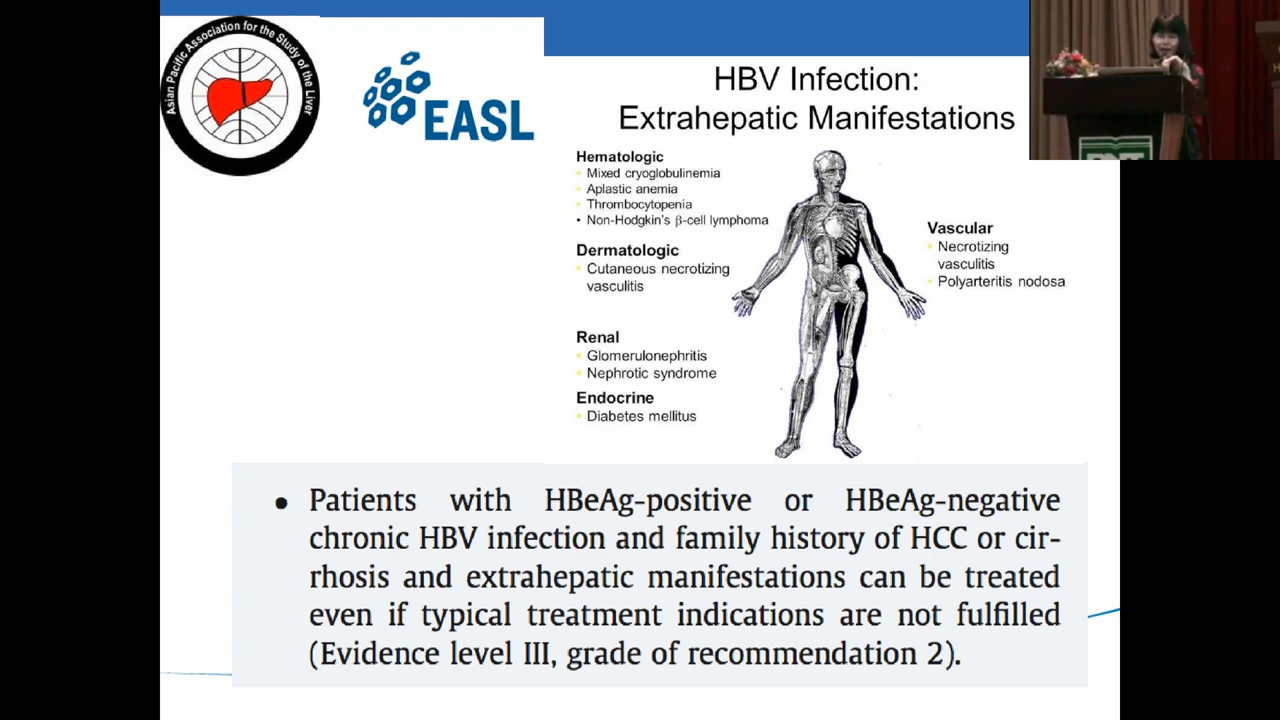 Asian Pacific Association for the Study of the Liver
EASL
HBV Infection:
Extrahepatic Manifestations
Hematologic
• Mixed cryoglobulinemia
• Aplastic anemia
• Thrombocytopenia
• Non-Hodgkin's β-cell lymphoma
Dermatologic
• Cutaneous necrotizing
vasculitis
Renal
• Glomerulonephritis
• Nephrotic syndrome
Endocrine
• Diabetes mellitus
Vascular
• Necrotizing
vasculitis
• Polyarteritis nodosa
• Patients with HBeAg-positive or HBeAg-negative
chronic HBV infection and family history of HCC or cir-
rhosis and extrahepatic manifestations can be treated
even if typical treatment indications are not fulfilled
(Evidence level III, grade of recommendation 2).